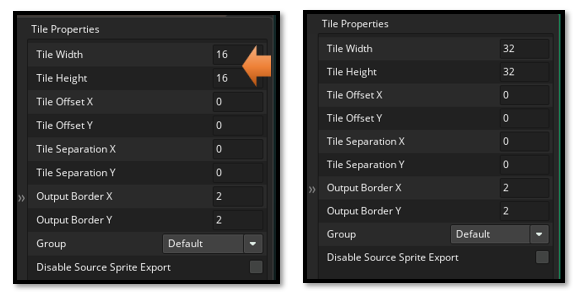 Tile Properties
Tile Width 16
Tile Height 16
Tile Offset X 0
Tile Offset Y 0
Tile Separation X 0
Tile Separation Y 0
Output Border X 2
Output Border Y 2
Group Default
Disable Source Sprite Export
Tile Properties
Tile Width 32
Tile Height 32
Tile Offset X 0
Tile Offset Y 0
Tile Separation X 0
Tile Separation Y 0
Output Border X 2
Output Border Y 2
Group Default
Disable Source Sprite Export